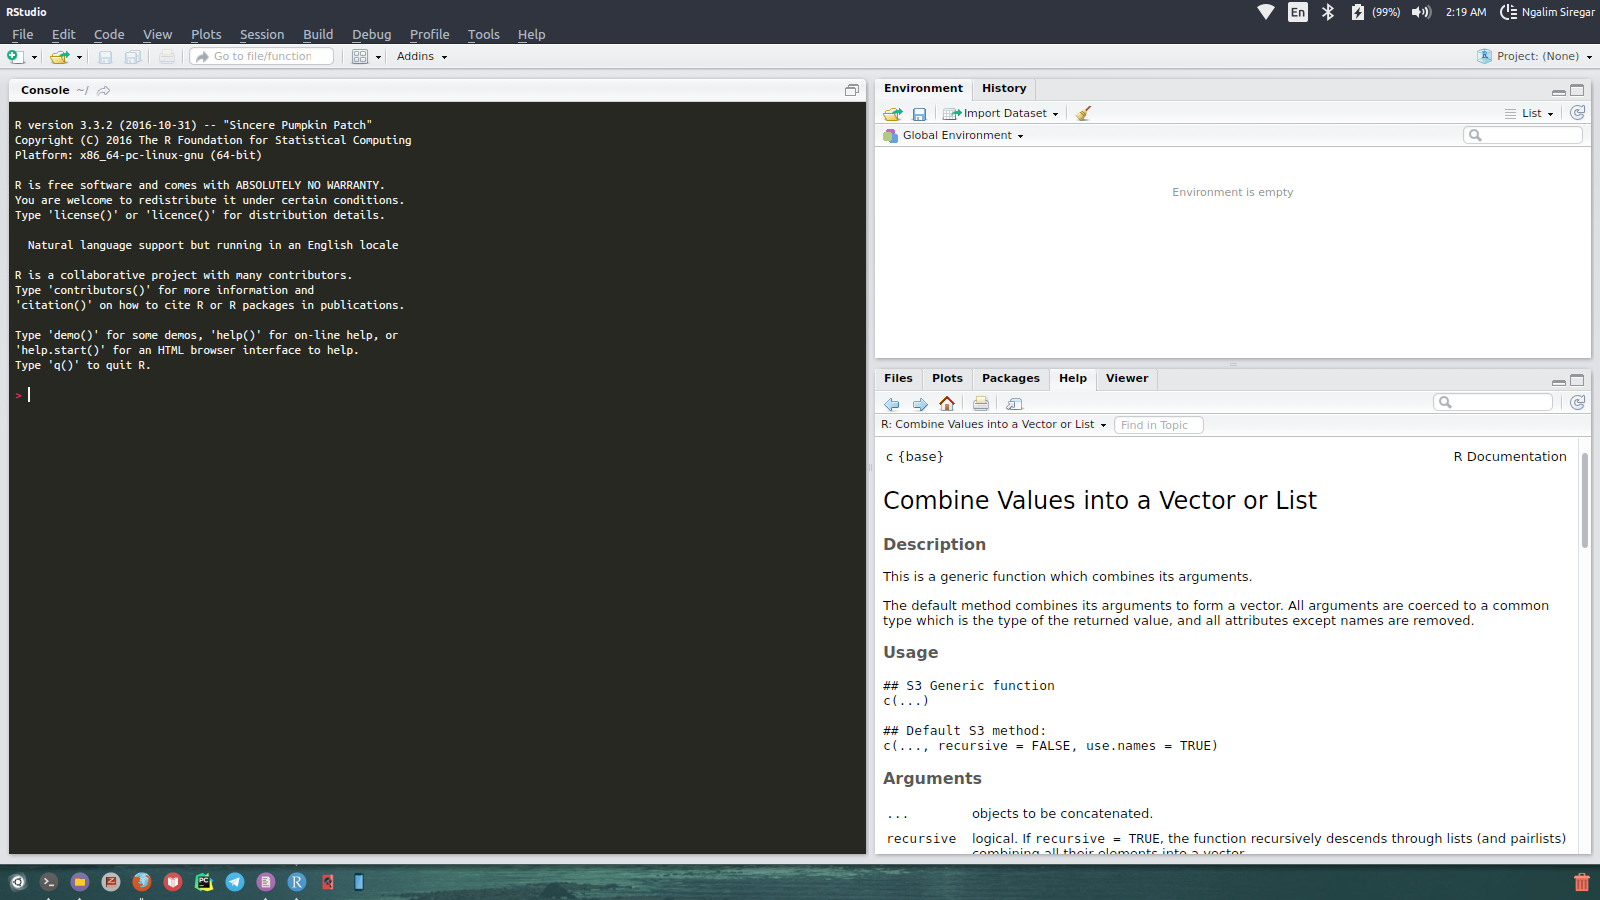 RStudio
En
(99%)
2:19 AM
Ngalim Siregar
File Edit Code View Plots Session Build Debug Profile Tools Help
Go to file/function
Addins
Project: (None)
Console ~/
R version 3.3.2 (2016-10-31) -- "Sincere Pumpkin Patch"
Copyright (C) 2016 The R Foundation for Statistical Computing
Platform: x86_64-pc-linux-gnu (64-bit)
R is free software and comes with ABSOLUTELY NO WARRANTY.
You are welcome to redistribute it under certain conditions.
Type 'license()' or 'licence()' for distribution details.
Natural language support but running in an English locale
R is a collaborative project with many contributors.
Type 'contributors()' for more information and
'citation()' on how to cite R or R packages in publications.
Type 'demo()' for some demos, 'help()' for on-line help, or
'help.start()' for an HTML browser interface to help.
Type 'q()' to quit R.
>
Environment History
Import Dataset
List
Global Environment
Environment is empty
Files Plots Packages Help Viewer
R: Combine Values into a Vector or List
Find in Topic
c {base}
R Documentation
Combine Values into a Vector or List
Description
This is a generic function which combines its arguments.
The default method combines its arguments to form a vector. All arguments are coerced to a common
type which is the type of the returned value, and all attributes except names are removed.
Usage
## S3 Generic function
c(...)
## Default S3 method:
c(..., recursive = FALSE, use.names = TRUE)
Arguments
... objects to be concatenated.
recursive logical. If recursive = TRUE, the function recursively descends through lists (and pairlists)
combining all their elements into a vector.